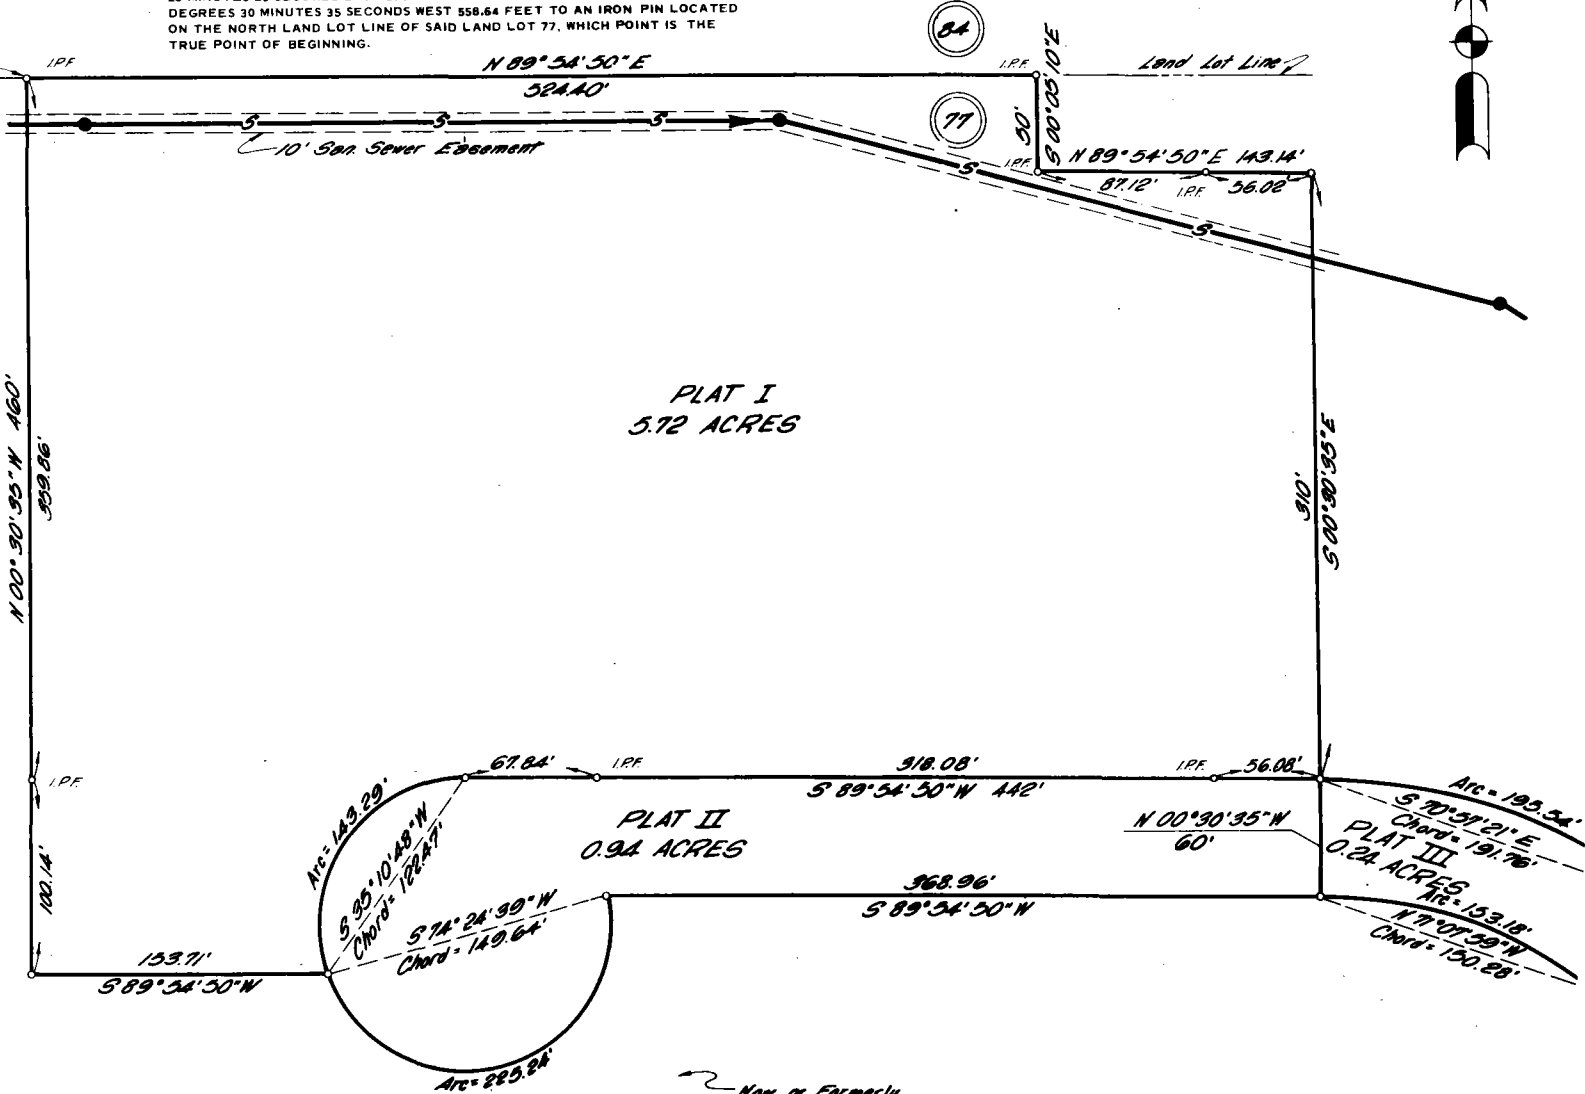 DEGREES 30 MINUTES 35 SECONDS WEST 558.64 FEET TO AN IRON PIN LOCATED
ON THE NORTH LAND LOT LINE OF SAID LAND LOT 77, WHICH POINT IS THE
TRUE POINT OF BEGINNING.
84
I.P.F.
N 89° 54' 50" E
524.40'
I.P.F.
Land Lot Line
S 00° 05' 10" E
50'
77
10' San. Sewer Easement
S
S
S
S
S
I.P.F.
N 89° 54' 50" E 143.14'
87.12'
I.P.F.
56.02'
PLAT I
5.72 ACRES
N 00° 30' 35" W 460'
359.86'
310'
S 00° 30' 35" E
I.P.F.
67.84'
I.P.F.
318.08'
S 89° 54' 50" W 442'
I.P.F.
56.08'
Arc = 143.29'
S 35° 10' 48" W
Chord = 122.47'
PLAT II
0.94 ACRES
N 00° 30' 35" W
60'
Arc = 195.54'
S 70° 57' 21" E
Chord = 191.76'
PLAT III
0.24 ACRES
100.14'
S 74° 24' 39" W
Chord = 149.64'
368.96'
S 89° 54' 50" W
Arc = 153.18'
N 71° 07' 59" W
Chord = 150.28'
153.71'
S 89° 54' 50" W
Arc = 225.24'
Now or Formerly